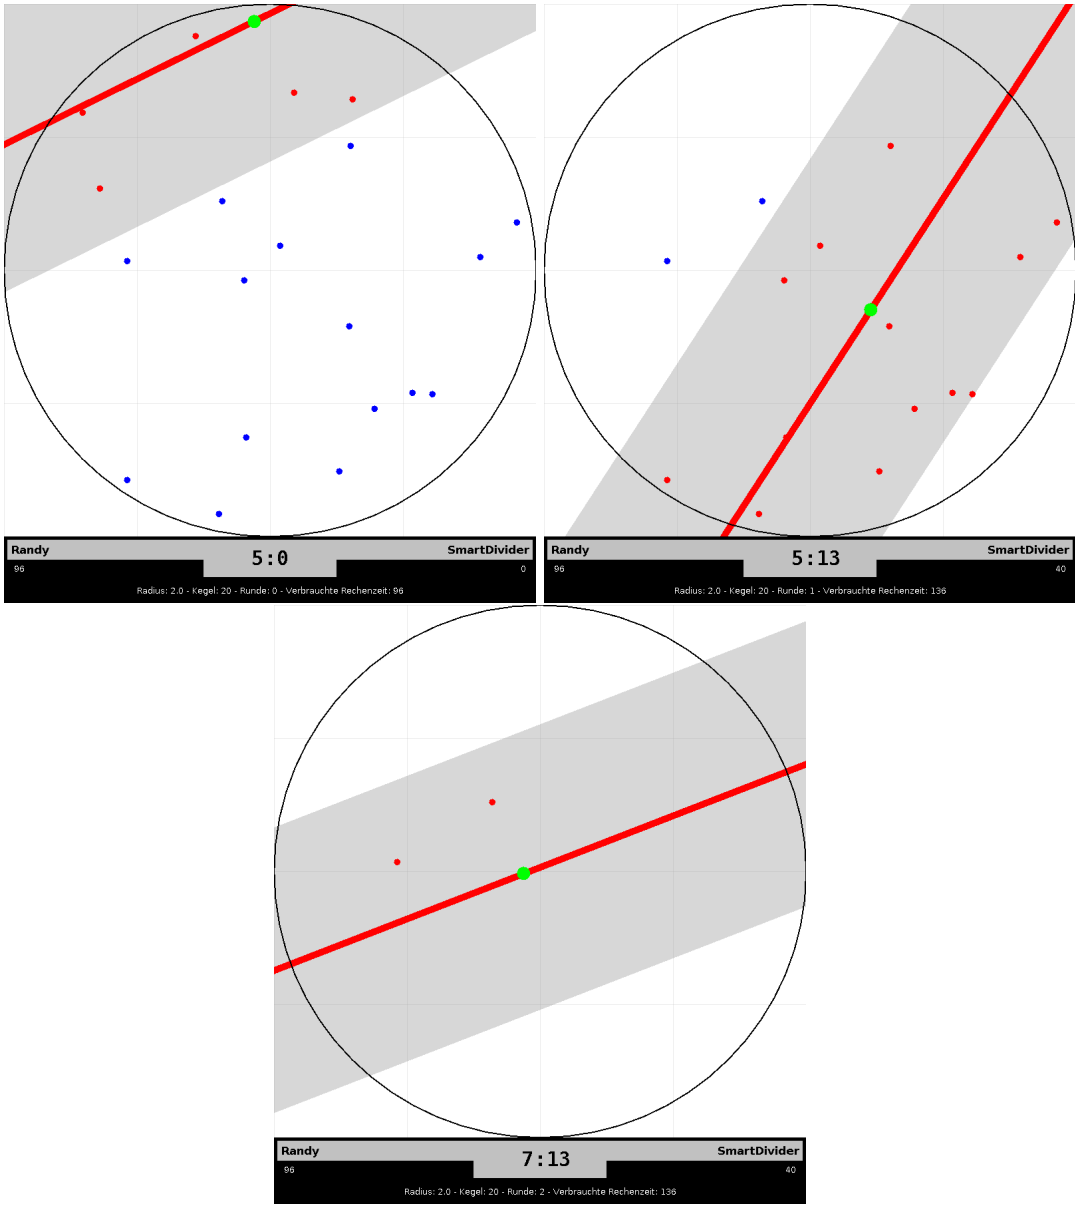 Randy 5:0 SmartDivider
96 0
Radius: 2.0 - Kegel: 20 - Runde: 0 - Verbrauchte Rechenzeit: 96
Randy 5:13 SmartDivider
96 40
Radius: 2.0 - Kegel: 20 - Runde: 1 - Verbrauchte Rechenzeit: 136
Randy 7:13 SmartDivider
96 40
Radius: 2.0 - Kegel: 20 - Runde: 2 - Verbrauchte Rechenzeit: 136